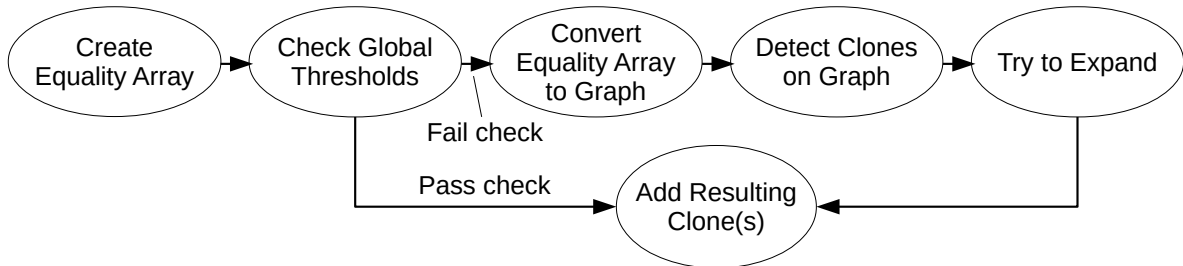 Create
Equality Array
Check Global
Thresholds
Convert
Equality Array
to Graph
Detect Clones
on Graph
Try to Expand
Fail check
Pass check
Add Resulting
Clone(s)